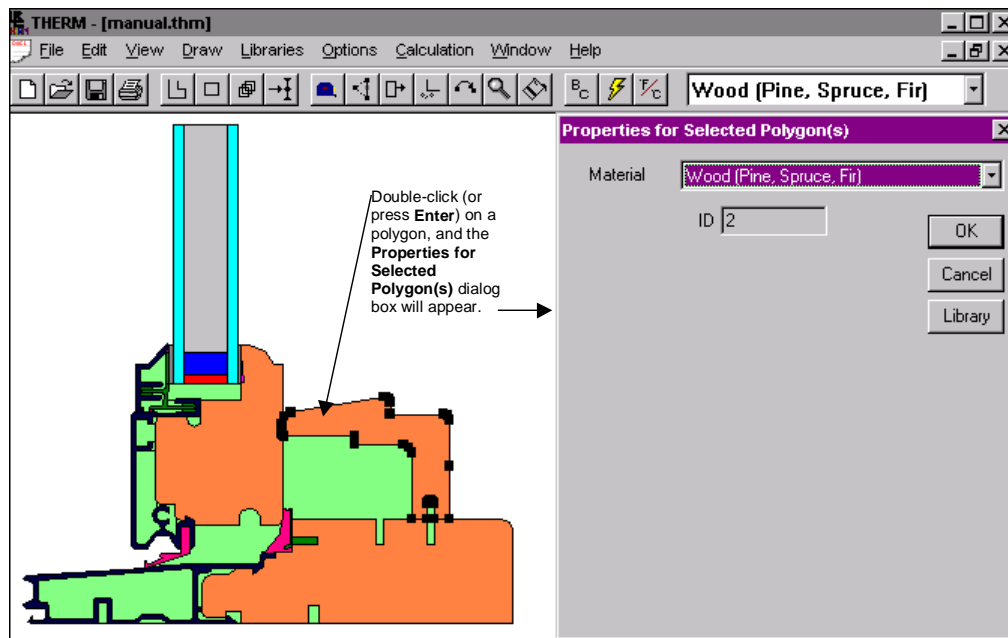 THERM - [manual.thm]
File Edit View Draw Libraries Options Calculation Window Help
BC F/C Wood (Pine, Spruce, Fir)
Properties for Selected Polygon(s)
Material Wood (Pine, Spruce, Fir)
ID 2
OK
Cancel
Library
Double-click (or
press Enter) on a
polygon, and the
Properties for
Selected
Polygon(s) dialog
box will appear.